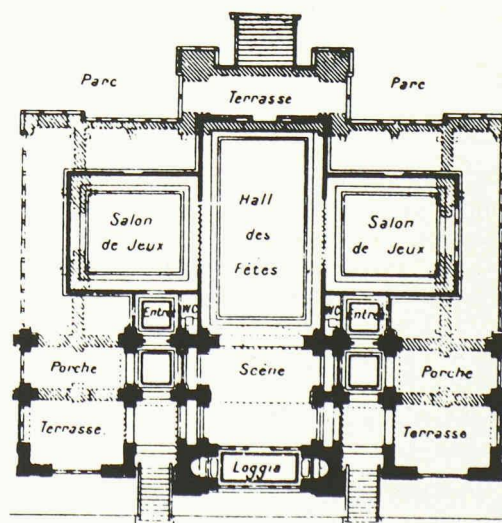 Parc
Parc
Terrasse
Salon
de Jeux
Hall
des
Fêtes
Salon
de Jeux
Entrée
WC
WC
Entrée
Porche
Scène
Porche
Terrasse
Terrasse
Loggia